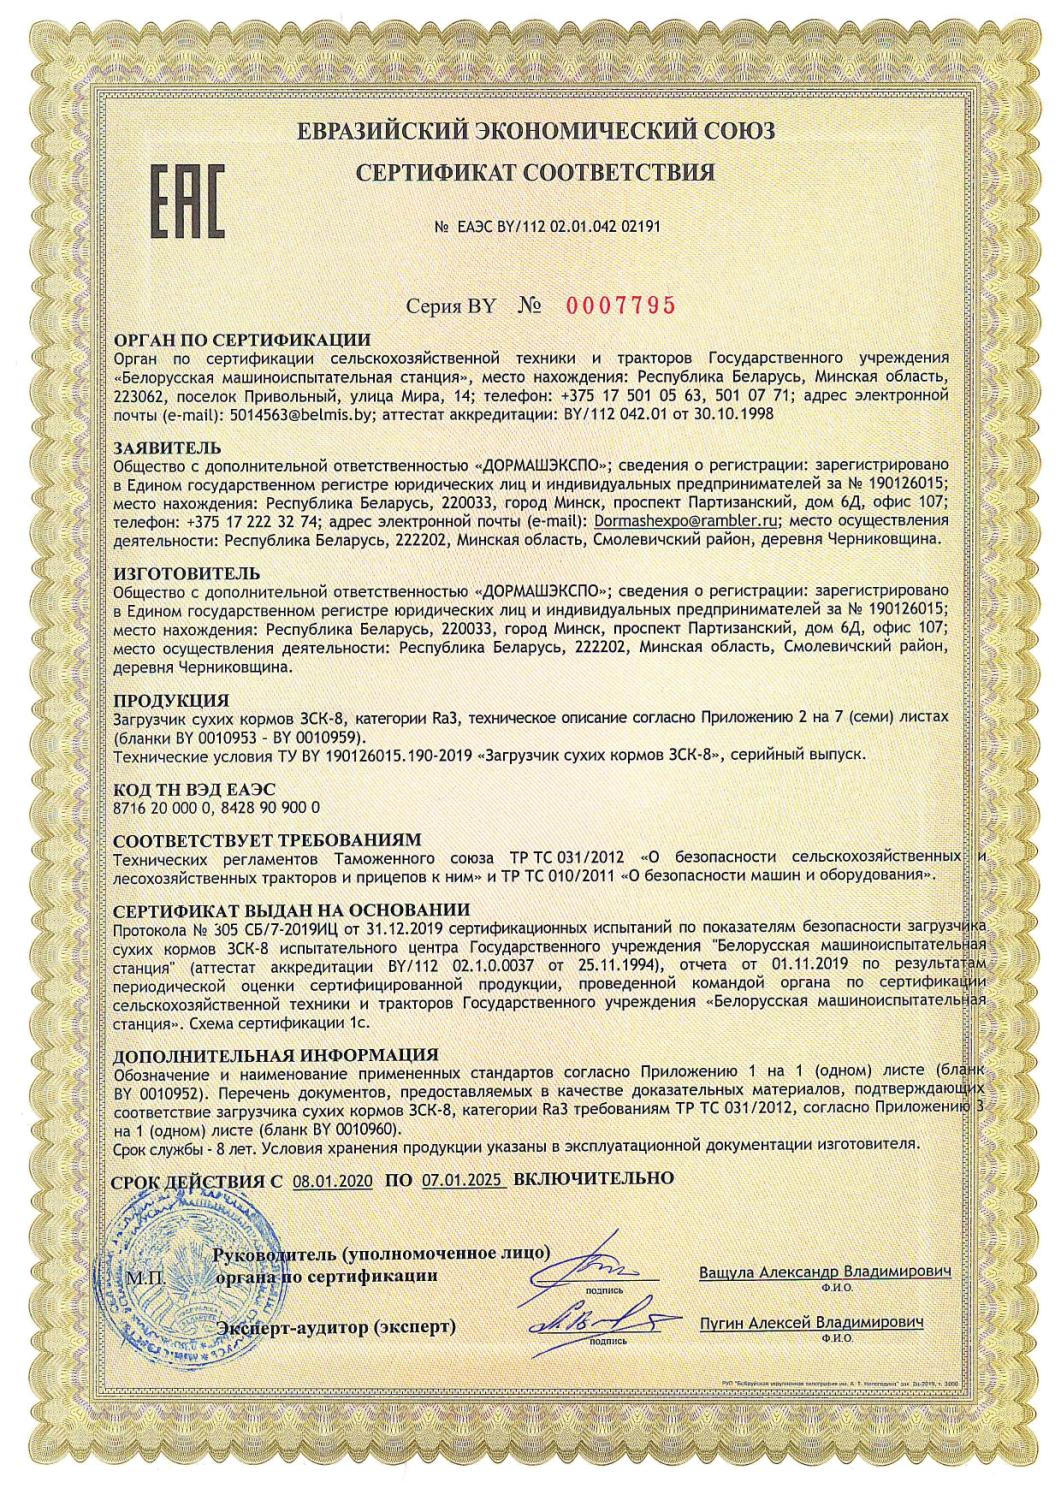 ЕВРАЗИЙСКИЙ ЭКОНОМИЧЕСКИЙ СОЮЗ
ЕАС
СЕРТИФИКАТ СООТВЕТСТВИЯ
№ ЕАЭС BY/112 02.01.042 02191
Серия BY № 0007795
ОРГАН ПО СЕРТИФИКАЦИИ
Орган по сертификации сельскохозяйственной техники и тракторов Государственного учреждения
«Белорусская машиноиспытательная станция», место нахождения: Республика Беларусь, Минская область,
223062, поселок Привольный, улица Мира, 14; телефон: +375 17 501 05 63, 501 07 71; адрес электронной
почты (e-mail): 5014563@belmis.by; аттестат аккредитации: BY/112 042.01 от 30.10.1998
ЗАЯВИТЕЛЬ
Общество с дополнительной ответственностью «ДОРМАШЭКСПО»; сведения о регистрации: зарегистрировано
в Едином государственном регистре юридических лиц и индивидуальных предпринимателей за № 190126015;
место нахождения: Республика Беларусь, 220033, город Минск, проспект Партизанский, дом 6Д, офис 107;
телефон: +375 17 222 32 74; адрес электронной почты (e-mail): Dormashexpo@rambler.ru; место осуществления
деятельности: Республика Беларусь, 222202, Минская область, Смолевичский район, деревня Черниковщина.
ИЗГОТОВИТЕЛЬ
Общество с дополнительной ответственностью «ДОРМАШЭКСПО»; сведения о регистрации: зарегистрировано
в Едином государственном регистре юридических лиц и индивидуальных предпринимателей за № 190126015;
место нахождения: Республика Беларусь, 220033, город Минск, проспект Партизанский, дом 6Д, офис 107;
место осуществления деятельности: Республика Беларусь, 222202, Минская область, Смолевичский район,
деревня Черниковщина.
ПРОДУКЦИЯ
Загрузчик сухих кормов ЗСК-8, категории Ra3, техническое описание согласно Приложению 2 на 7 (семи) листах
(бланки BY 0010953 - BY 0010959).
Технические условия ТУ BY 190126015.190-2019 «Загрузчик сухих кормов ЗСК-8», серийный выпуск.
КОД ТН ВЭД ЕАЭС
8716 20 000 0, 8428 90 900 0
СООТВЕТСТВУЕТ ТРЕБОВАНИЯМ
Технических регламентов Таможенного союза ТР ТС 031/2012 «О безопасности сельскохозяйственных и
лесохозяйственных тракторов и прицепов к ним» и ТР ТС 010/2011 «О безопасности машин и оборудования».
СЕРТИФИКАТ ВЫДАН НА ОСНОВАНИИ
Протокола № 305 СБ/7-2019ИЦ от 31.12.2019 сертификационных испытаний по показателям безопасности загрузчика
сухих кормов ЗСК-8 испытательного центра Государственного учреждения "Белорусская машиноиспытательная
станция" (аттестат аккредитации BY/112 02.1.0.0037 от 25.11.1994), отчета от 01.11.2019 по результатам
периодической оценки сертифицированной продукции, проведенной командой органа по сертификации
сельскохозяйственной техники и тракторов Государственного учреждения «Белорусская машиноиспытательная
станция». Схема сертификации 1с.
ДОПОЛНИТЕЛЬНАЯ ИНФОРМАЦИЯ
Обозначение и наименование примененных стандартов согласно Приложению 1 на 1 (одном) листе (бланк
BY 0010952). Перечень документов, предоставляемых в качестве доказательных материалов, подтверждающих
соответствие загрузчика сухих кормов ЗСК-8, категории Ra3 требованиям ТР ТС 031/2012, согласно Приложению 3
на 1 (одном) листе (бланк BY 0010960).
Срок службы - 8 лет. Условия хранения продукции указаны в эксплуатационной документации изготовителя.
СРОК ДЕЙСТВИЯ С 08.01.2020 ПО 07.01.2025 ВКЛЮЧИТЕЛЬНО
Руководитель (уполномоченное лицо)
М.П. органа по сертификации
подпись
Ващула Александр Владимирович
Ф.И.О.
Эксперт-аудитор (эксперт)
подпись
Пугин Алексей Владимирович
Ф.И.О.